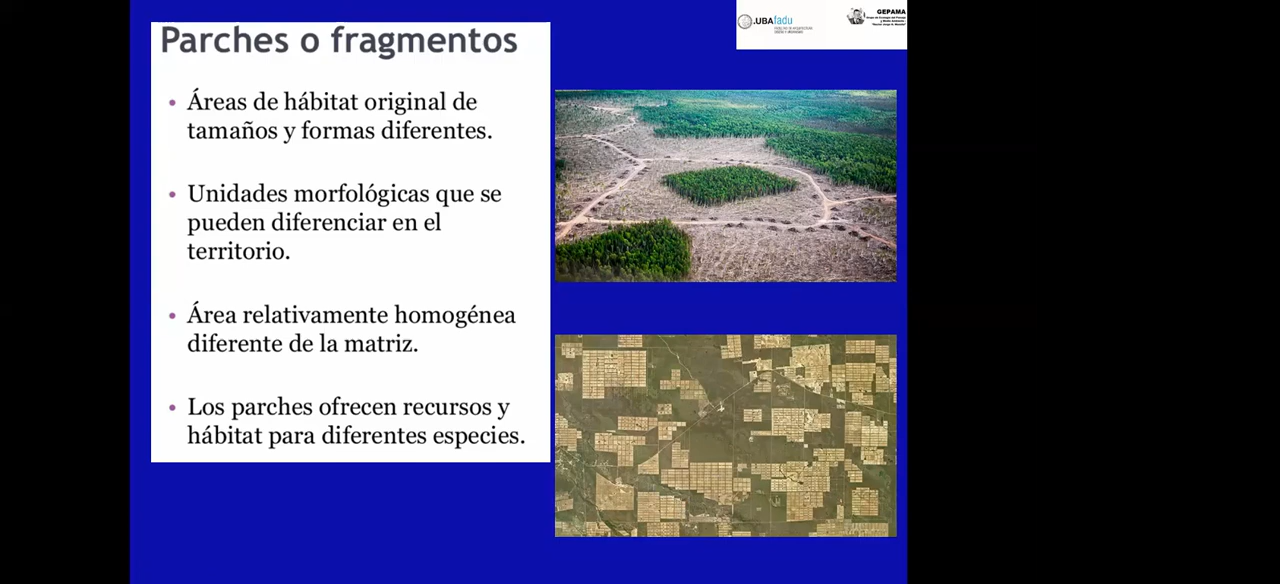 Parches o fragmentos
.UBAfadu
GEPAMA
• Áreas de hábitat original de
tamaños y formas diferentes.
• Unidades morfológicas que se
pueden diferenciar en el
territorio.
• Área relativamente homogénea
diferente de la matriz.
• Los parches ofrecen recursos y
hábitat para diferentes especies.